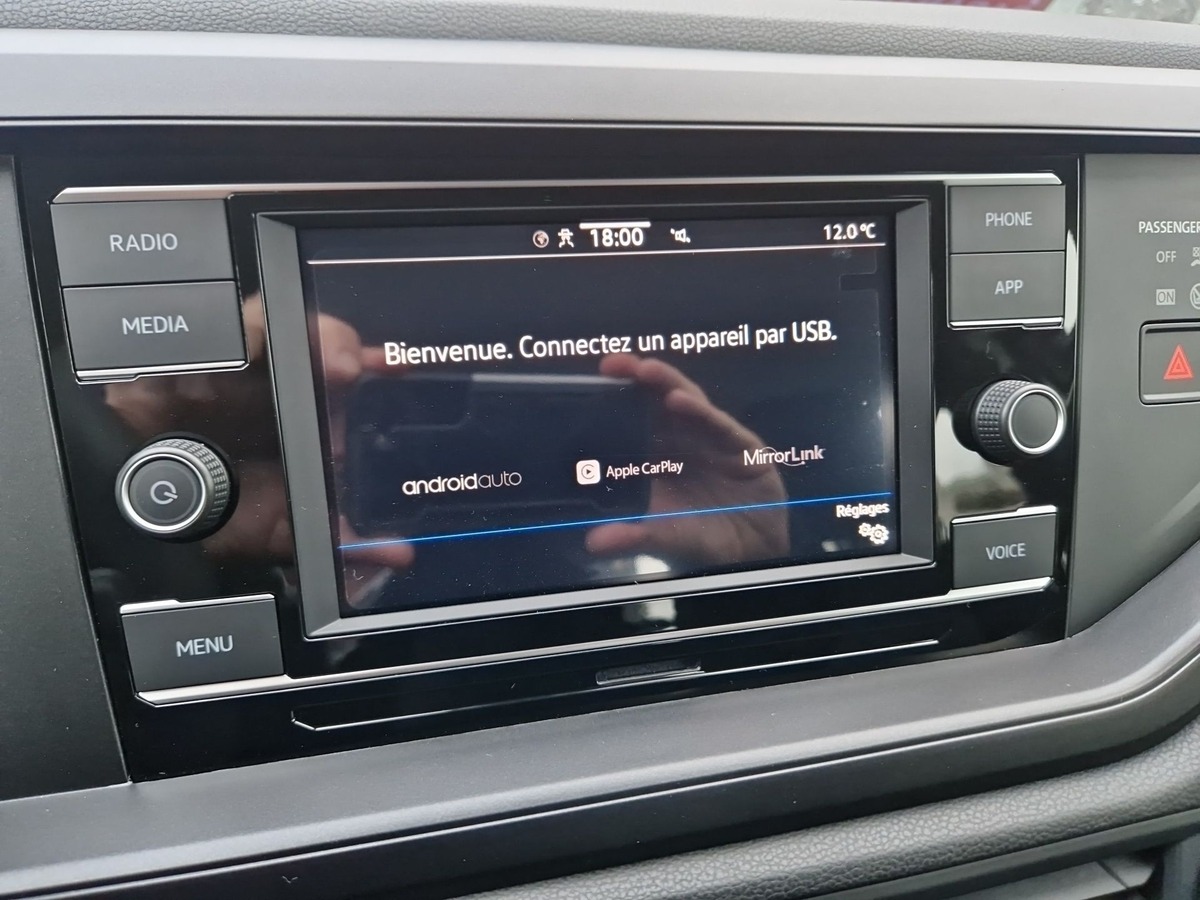 RADIO
MEDIA
MENU
18:00
12.0°C
Bienvenue. Connectez un appareil par USB.
androidauto
Apple CarPlay
MirrorLink
Réglages
PHONE
APP
VOICE
PASSENGER
OFF
ON